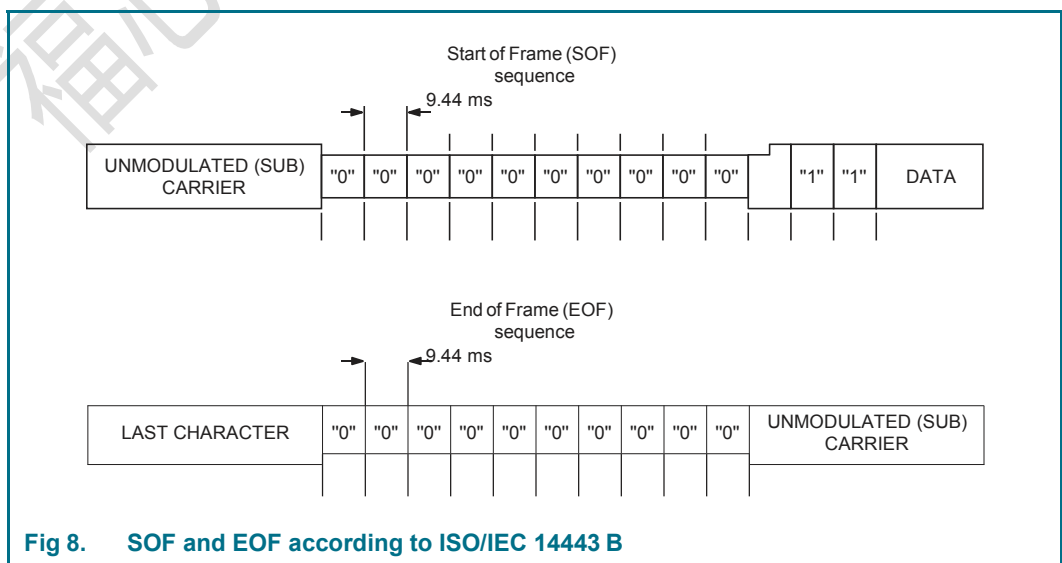 福心
Start of Frame (SOF)
sequence
9.44 ms
UNMODULATED (SUB)
CARRIER
"0" "0" "0" "0" "0" "0" "0" "0" "0" "0" "1" "1" DATA
End of Frame (EOF)
sequence
9.44 ms
LAST CHARACTER "0" "0" "0" "0" "0" "0" "0" "0" "0" "0" UNMODULATED (SUB)
CARRIER
Fig 8. SOF and EOF according to ISO/IEC 14443 B